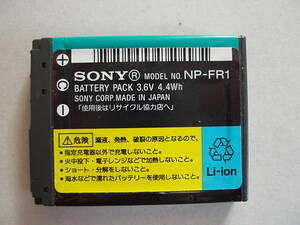 SONY® MODEL NO. NP-FR1
BATTERY PACK 3.6V 4.4Wh
SONY CORP. MADE IN JAPAN
「使用後はリサイクル協力店へ」
危険
漏液、発熱、破裂の原因となるので、
・指定充電器以外で充電しないこと。
・火中投下・電子レンジなどで加熱しないこと。
・ショート・分解をしないこと。
・海水などで濡れたバッテリーを使用しないこと。
Li-ion